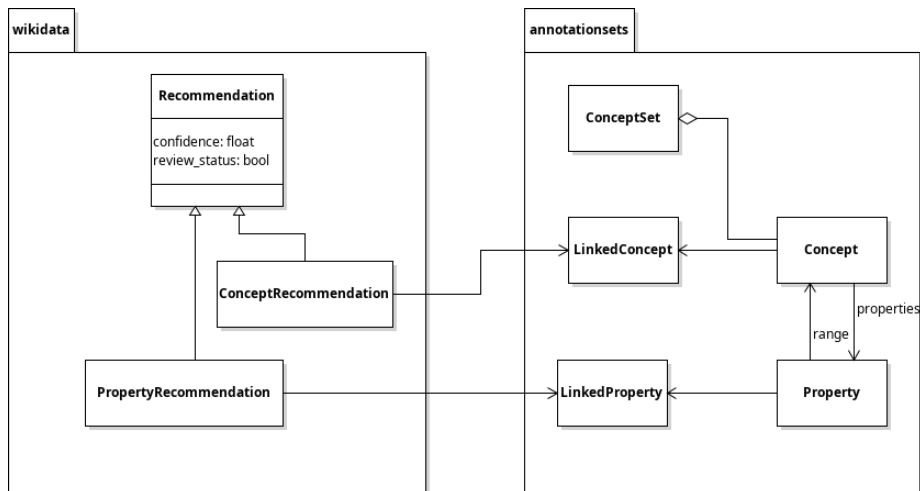 wikidata
annotationsets
Recommendation
confidence: float
review_status: bool
ConceptSet
LinkedConcept
Concept
ConceptRecommendation
properties
range
PropertyRecommendation
LinkedProperty
Property